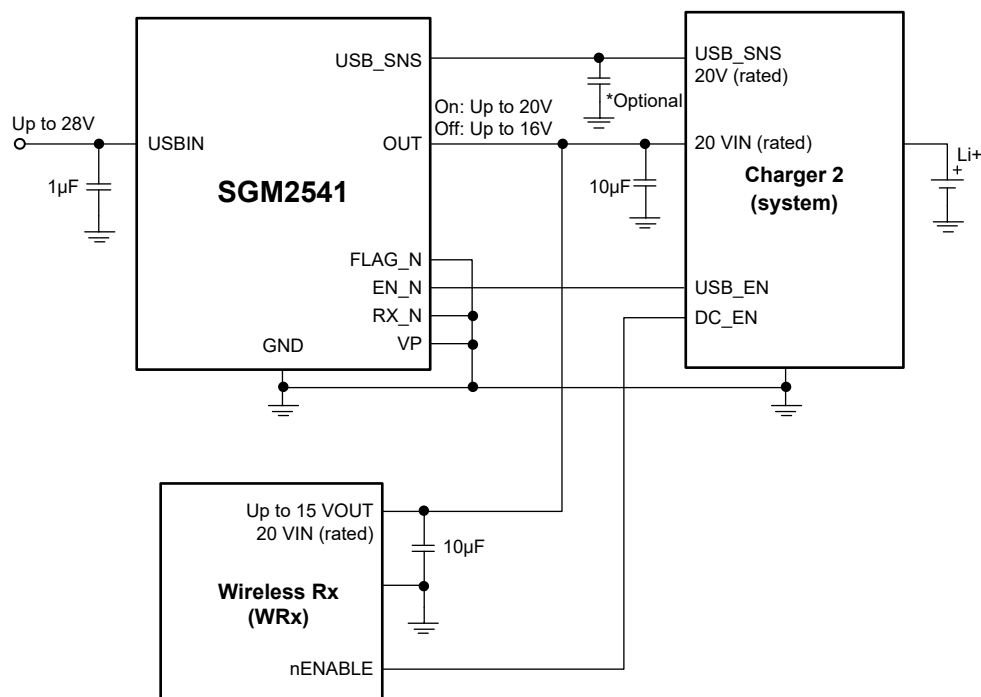 USB_SNS
USB_SNS
20V (rated)
*Optional
On: Up to 20V
Off: Up to 16V
Up to 28V
USBIN
OUT
20 VIN (rated)
Li+
+
1µF
SGM2541
10µF
Charger 2
(system)
FLAG_N
EN_N
USB_EN
RX_N
DC_EN
GND
VP
Up to 15 VOUT
20 VIN (rated)
10µF
Wireless Rx
(WRx)
nENABLE